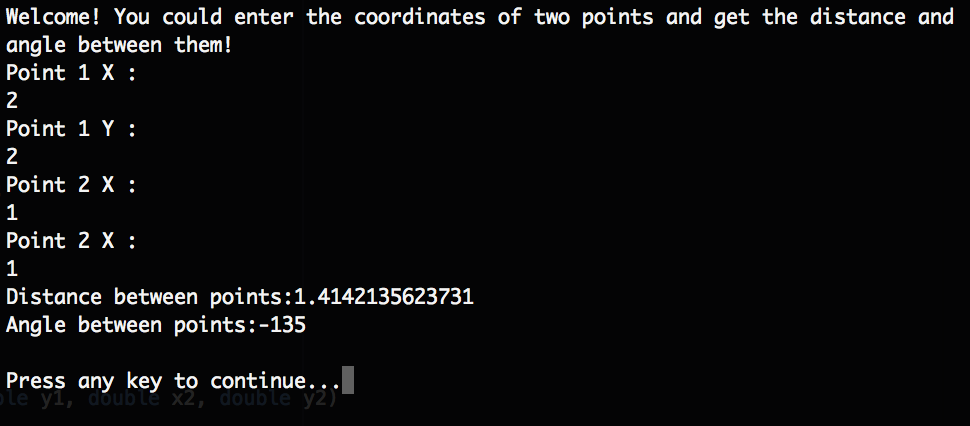 Welcome! You could enter the coordinates of two points and get the distance and
angle between them!
Point 1 X :
2
Point 1 Y :
2
Point 2 X :
1
Point 2 X :
1
Distance between points:1.4142135623731
Angle between points:-135
Press any key to continue...
ble y1, double x2, double y2)